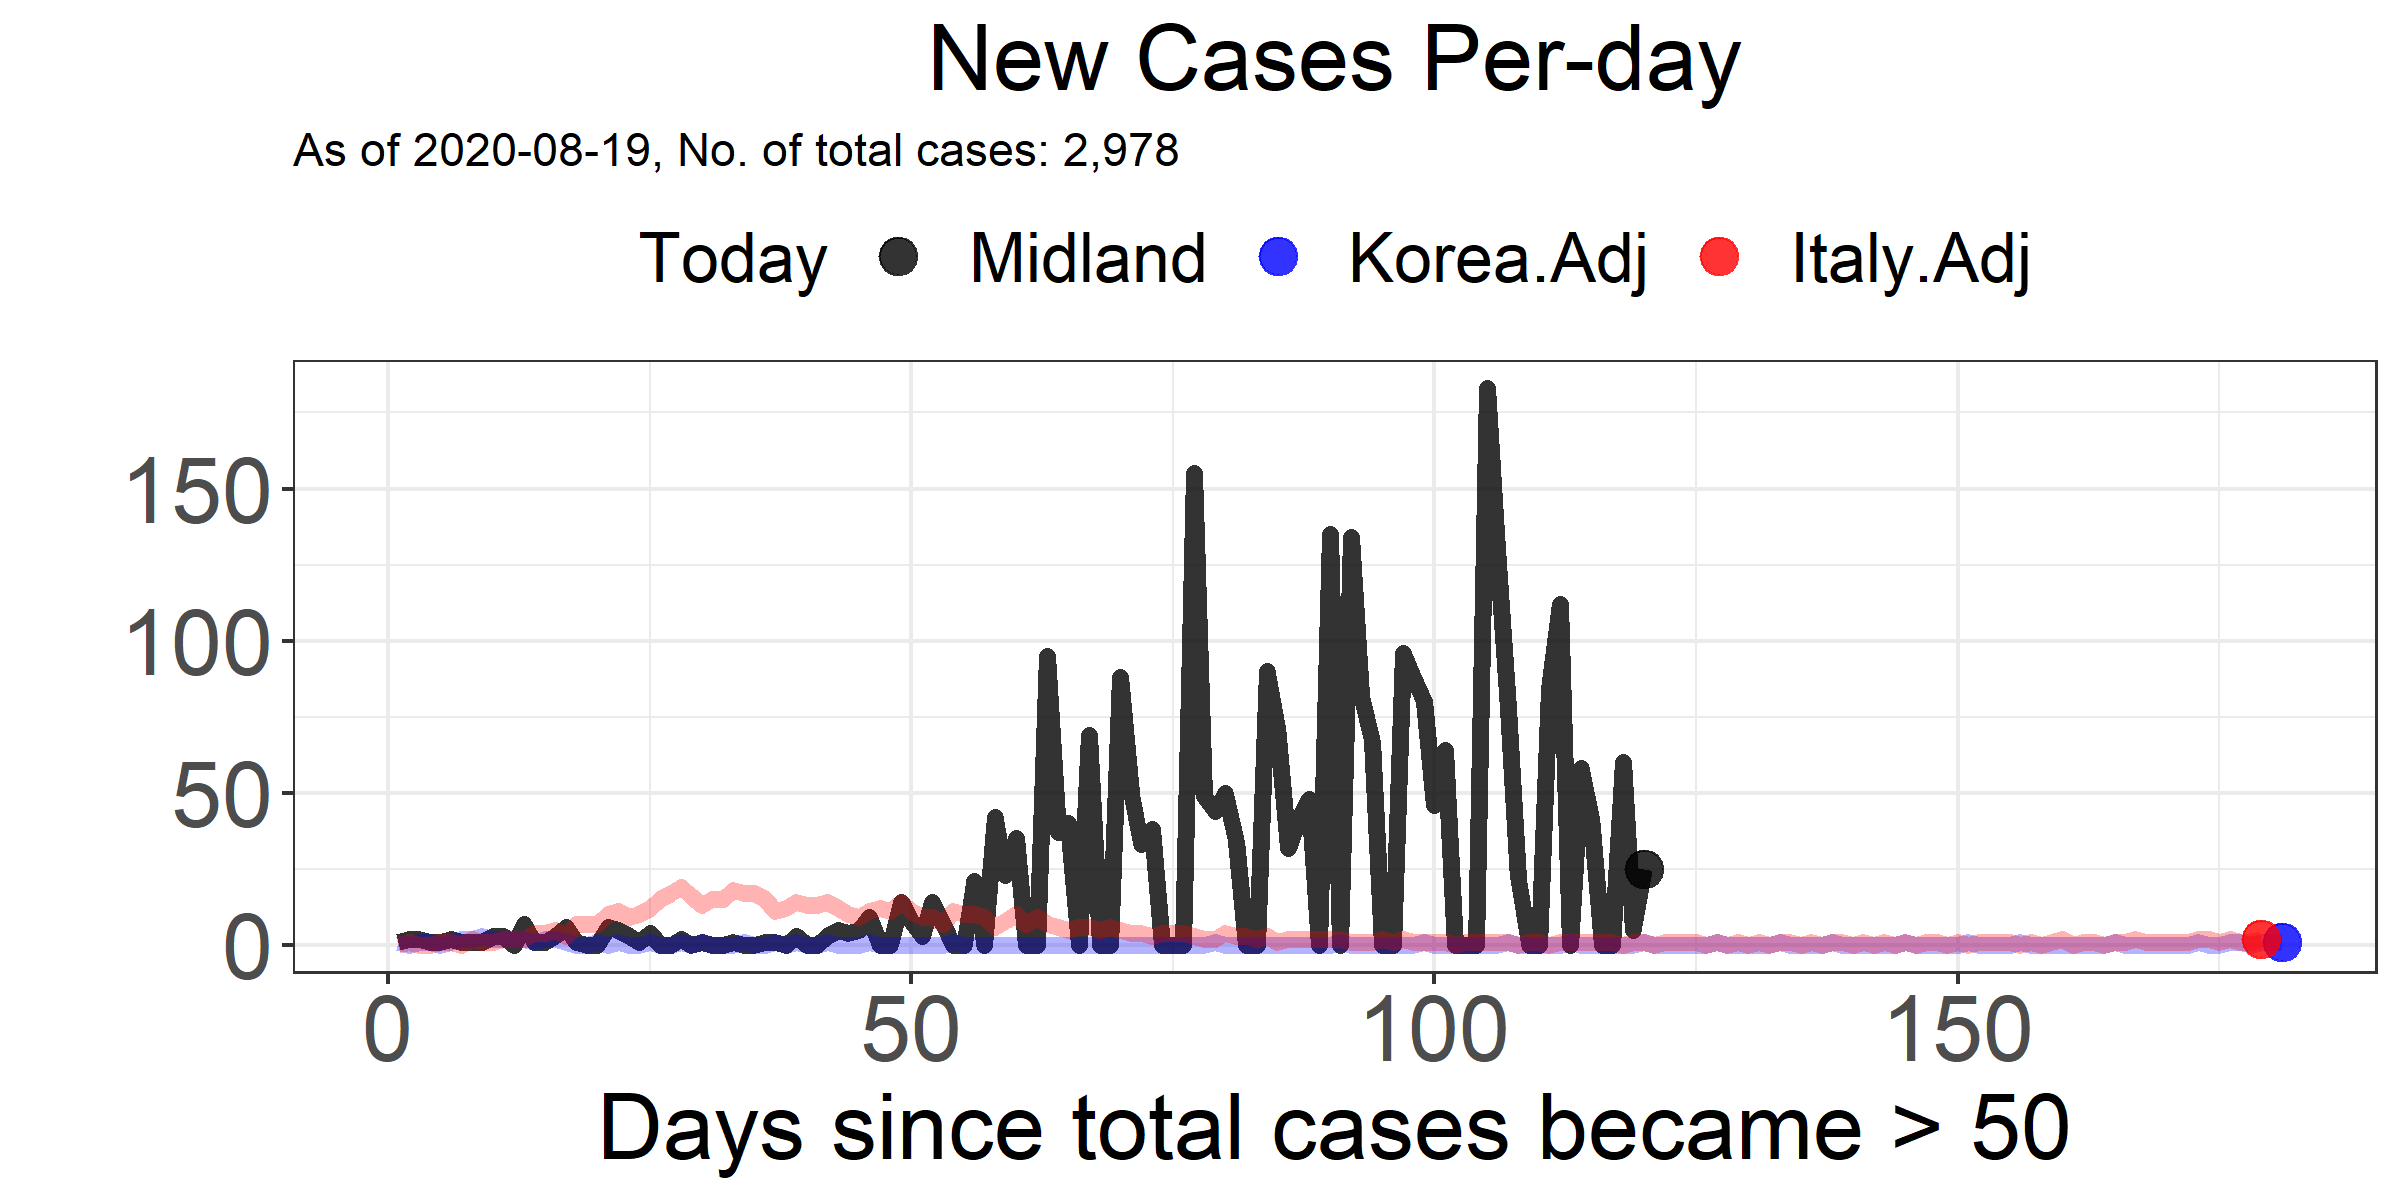 New Cases Per-day
As of 2020-08-19, No. of total cases: 2,978
Today Midland Korea.Adj Italy.Adj
150
100
50
0
0 50 100 150
Days since total cases became > 50